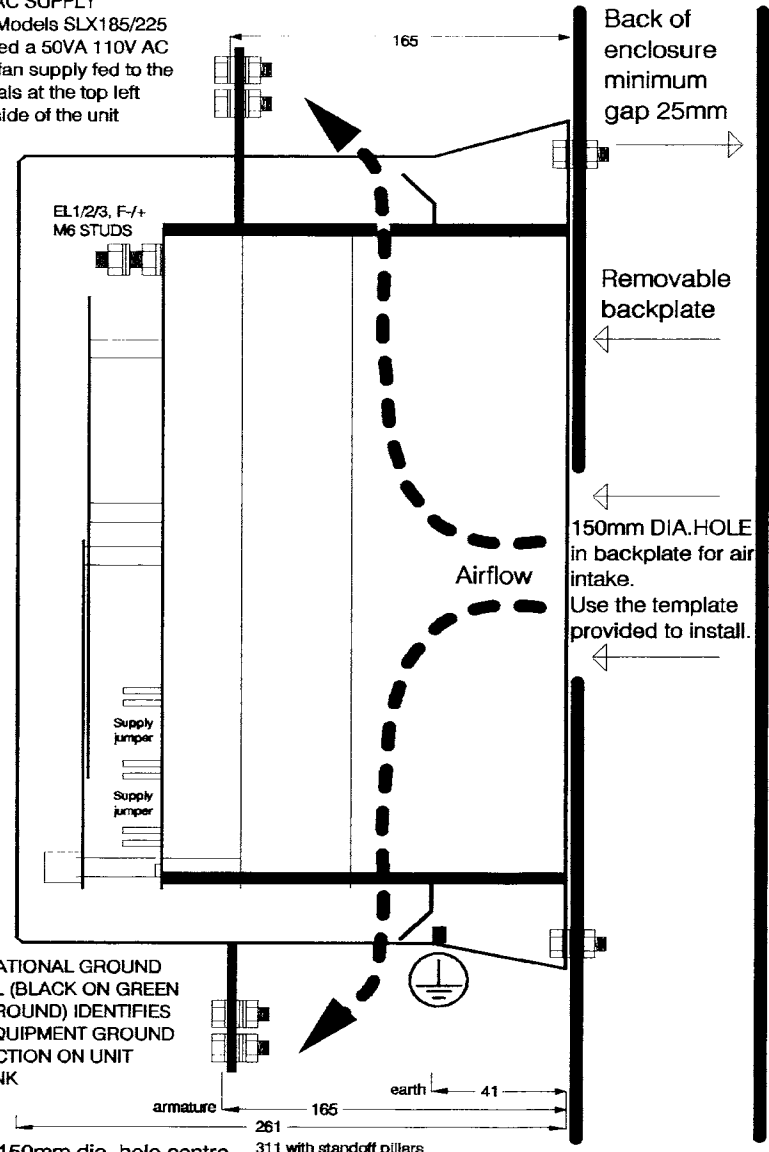 AC SUPPLY
Models SLX185/225
ed a 50VA 110V AC
fan supply fed to the
als at the top left
side of the unit
165
Back of
enclosure
minimum
gap 25mm
EL1/2/3, F-/+
M6 STUDS
Removable
backplate
150mm DIA.HOLE
in backplate for air
intake.
Use the template
provided to install.
Airflow
Supply
jumper
Supply
jumper
ATIONAL GROUND
L (BLACK ON GREEN
ROUND) IDENTIFIES
QUIPMENT GROUND
CTION ON UNIT
NK
earth 41
armature 165
261
150mm dia. hole centre
311 with standoff pillars